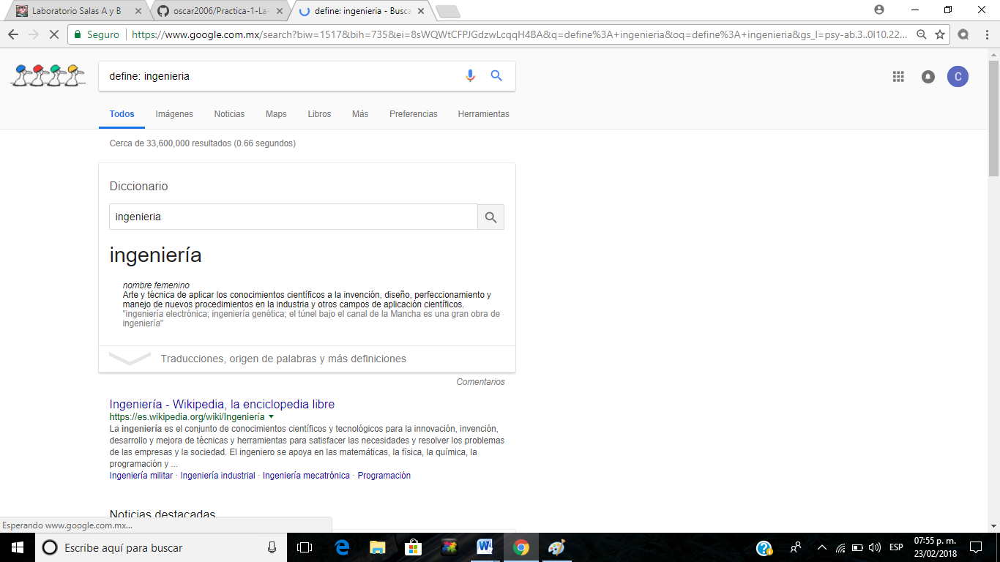 Laboratorio Salas A y B
oscar2006/Practica-1-La-
define: ingenieria - Busca
Seguro
https://www.google.com.mx/search?biw=1517&bih=735&ei=8sWQWtCFPJGdzwLcqqH4BA&q=define%3A+ingenieria&oq=define%3A+ingenieria&gs_l=psy-ab.3..0l10.22...
define: ingenieria
C
Todos Imágenes Noticias Maps Libros Más Preferencias Herramientas
Cerca de 33,600,000 resultados (0.66 segundos)
Diccionario
ingenieria
ingeniería
nombre femenino
Arte y técnica de aplicar los conocimientos científicos a la invención, diseño, perfeccionamiento y
manejo de nuevos procedimientos en la industria y otros campos de aplicación científicos.
"ingeniería electrónica; ingeniería genética; el túnel bajo el canal de la Mancha es una gran obra de
ingeniería"
Traducciones, origen de palabras y más definiciones
Comentarios
Ingeniería - Wikipedia, la enciclopedia libre
https://es.wikipedia.org/wiki/Ingeniería
La ingeniería es el conjunto de conocimientos científicos y tecnológicos para la innovación, invención,
desarrollo y mejora de técnicas y herramientas para satisfacer las necesidades y resolver los problemas
de las empresas y la sociedad. El ingeniero se apoya en las matemáticas, la física, la química, la
programación y ...
Ingeniería militar · Ingeniería industrial · Ingeniería mecatrónica · Programación
Noticias destacadas
Esperando www.google.com.mx...
Escribe aquí para buscar
ESP
07:55 p. m.
23/02/2018